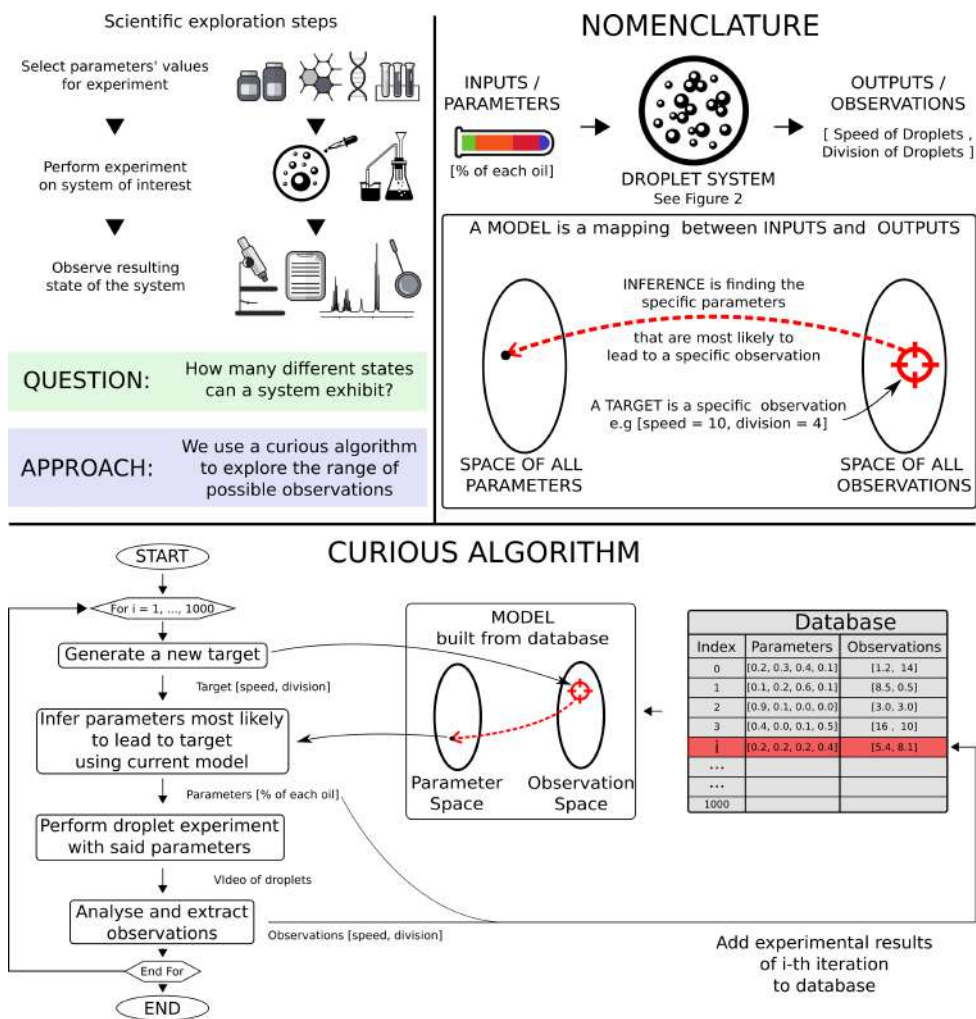 Scientific exploration steps
Select parameters' values
for experiment
Perform experiment
on system of interest
Observe resulting
state of the system
QUESTION:
How many different states
can a system exhibit?
APPROACH:
We use a curious algorithm
to explore the range of
possible observations
NOMENCLATURE
INPUTS /
PARAMETERS
[% of each oil]
DROPLET SYSTEM
See Figure 2
OUTPUTS /
OBSERVATIONS
[ Speed of Droplets ,
Division of Droplets ]
A MODEL is a mapping between INPUTS and OUTPUTS
INFERENCE is finding the
specific parameters
that are most likely to
lead to a specific observation
A TARGET is a specific observation
e.g [speed = 10, division = 4]
SPACE OF ALL
PARAMETERS
SPACE OF ALL
OBSERVATIONS
CURIOUS ALGORITHM
START
For i = 1, ..., 1000
Generate a new target
Target [speed, division]
Infer parameters most likely
to lead to target
using current model
Parameters [% of each oil]
Perform droplet experiment
with said parameters
Video of droplets
Analyse and extract
observations
Observations [speed, division]
End For
END
MODEL
built from database
Parameter
Space
Observation
Space
Database
Index Parameters Observations
0 [0.2, 0.3, 0.4, 0.1] [1.2, 14]
1 [0.1, 0.2, 0.6, 0.1] [8.5, 0.5]
2 [0.9, 0.1, 0.0, 0.0] [3.0, 3.0]
3 [0.4, 0.0, 0.1, 0.5] [16 , 10]
i [0.2, 0.2, 0.2, 0.4] [5.4, 8.1]
...
...
1000
Add experimental results
of i-th iteration
to database